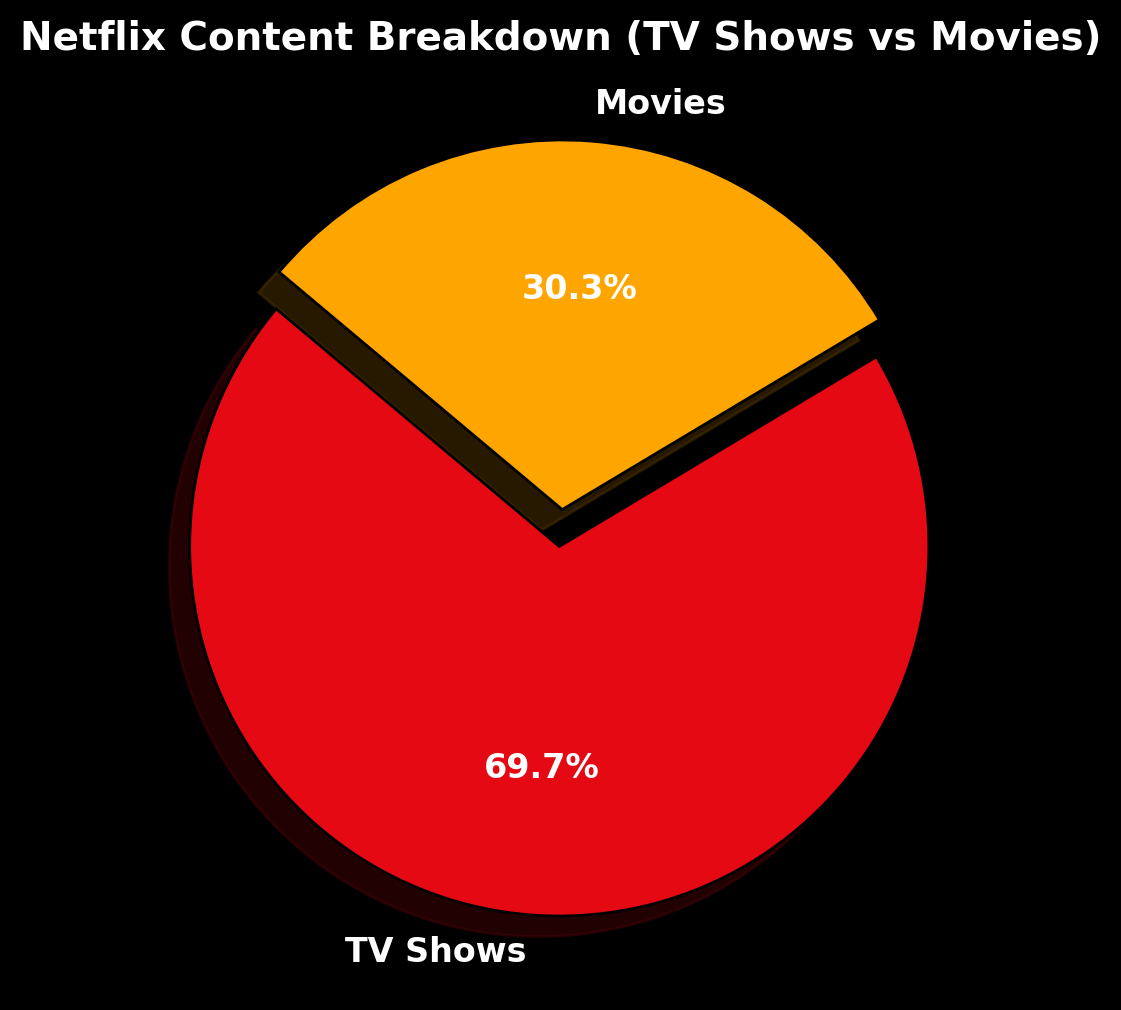 Netflix Content Breakdown (TV Shows vs Movies)
Movies
30.3%
69.7%
TV Shows